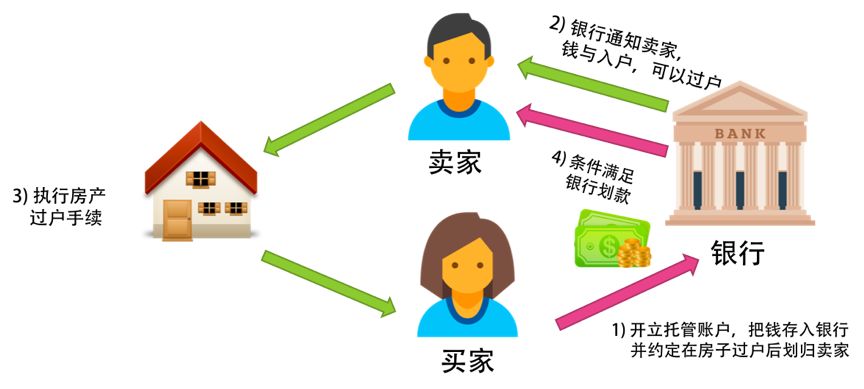 2) 银行通知卖家，
钱与入户，可以过户
BANK
卖家
4) 条件满足
银行划款
3) 执行房产
过户手续
银行
1) 开立托管账户，把钱存入银行
并约定在房子过户后划归卖家
买家